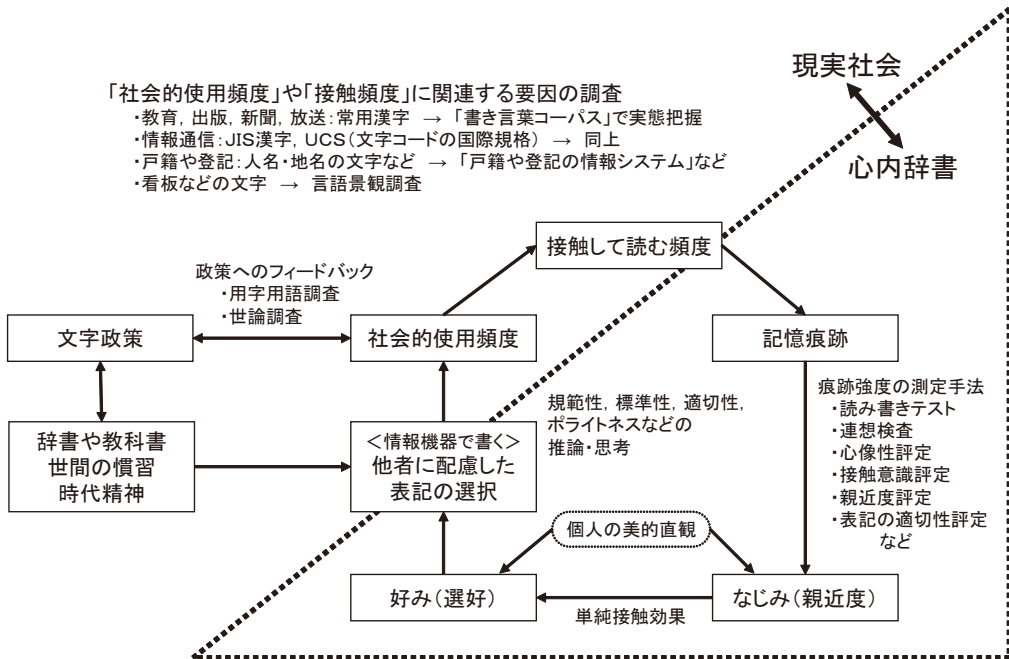 現実社会
心内辞書
「社会的使用頻度」や「接触頻度」に関連する要因の調査
・教育, 出版, 新聞, 放送：常用漢字 → 「書き言葉コーパス」で実態把握
・情報通信：JIS漢字, UCS（文字コードの国際規格） → 同上
・戸籍や登記：人名・地名の文字など → 「戸籍や登記の情報システム」など
・看板などの文字 → 言語景観調査
接触して読む頻度
政策へのフィードバック
・用字用語調査
・世論調査
文字政策
社会的使用頻度
記憶痕跡
痕跡強度の測定手法
・読み書きテスト
・連想検査
・心像性評定
・接触意識評定
・親近度評定
・表記の適切性評定
など
規範性, 標準性, 適切性,
ポライトネスなどの
推論・思考
辞書や教科書
世間の慣習
時代精神
＜情報機器で書く＞
他者に配慮した
表記の選択
個人の美的直観
好み（選好）
なじみ（親近度）
単純接触効果